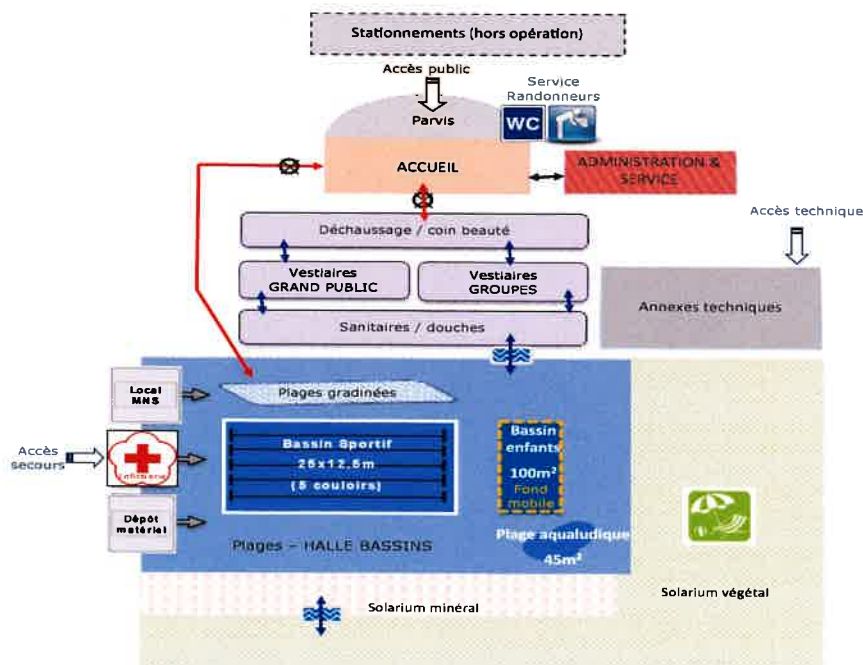 Stationnements (hors opération)
Accès public
Service
Randonneurs
Parvis
WC
ACCUEIL
ADMINISTRATION &
SERVICE
Accès technique
Déchaussage / coin beauté
Vestiaires
GRAND PUBLIC
Vestiaires
GROUPES
Annexes techniques
Sanitaires / douches
Local
MNS
Plages gradinées
Accès
secours
Infirmerie
Bassin Sportif
25x12,5m
(5 couloirs)
Bassin
enfants
100m²
Fond
mobile
Dépôt
matériel
Plages – HALLE BASSINS
Plage aqualudique
45m²
Solarium minéral
Solarium végétal